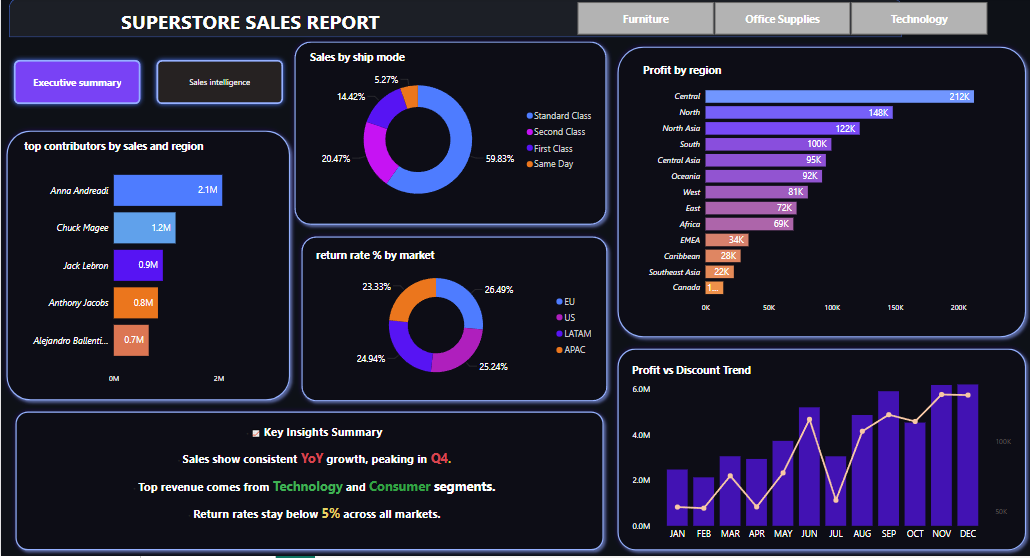 SUPERSTORE SALES REPORT
Furniture
Office Supplies
Technology
Executive summary
Sales intelligence
top contributors by sales and region
Anna Andreadi
2.1M
Chuck Magee
1.2M
Jack Lebron
0.9M
Anthony Jacobs
0.8M
Alejandro Ballenti...
0.7M
0M
2M
Sales by ship mode
5.27%
14.42%
20.47%
59.83%
Standard Class
Second Class
First Class
Same Day
return rate % by market
23.33%
26.49%
24.94%
25.24%
EU
US
LATAM
APAC
Profit by region
Central
212K
North
148K
North Asia
122K
South
100K
Central Asia
95K
Oceania
92K
West
81K
East
72K
Africa
69K
EMEA
34K
Caribbean
28K
Southeast Asia
22K
Canada
1...
0K
50K
100K
150K
200K
Key Insights Summary
Sales show consistent YoY growth, peaking in Q4.
Top revenue comes from Technology and Consumer segments.
Return rates stay below 5% across all markets.
Profit vs Discount Trend
6.0M
4.0M
2.0M
0.0M
100K
50K
JAN
FEB
MAR
APR
MAY
JUN
JUL
AUG
SEP
OCT
NOV
DEC